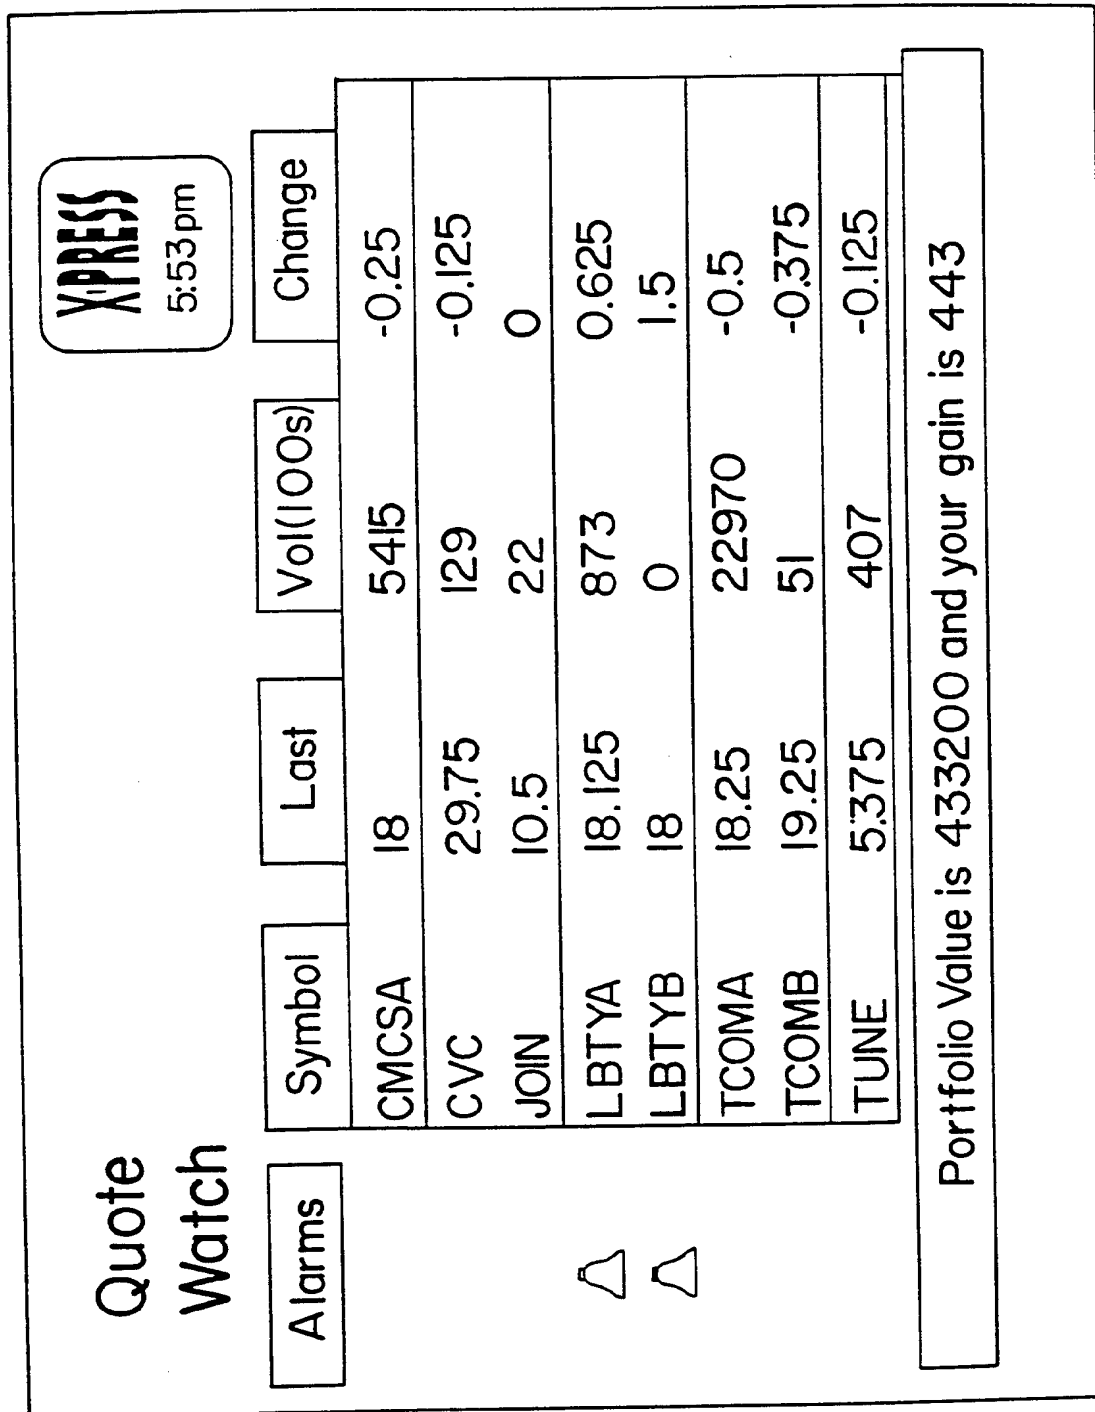 Quote
Watch
X·PRESS
5:53pm
Alarms Symbol Last Vol(100s) Change
CMCSA 18 5415 -0.25
CVC 29.75 129 -0.125
JOIN 10.5 22 0
LBTYA 18.125 873 0.625
LBTYB 18 0 1.5
TCOMA 18.25 22970 -0.5
TCOMB 19.25 51 -0.375
TUNE 5.375 407 -0.125
Portfolio Value is 433200 and your gain is 443